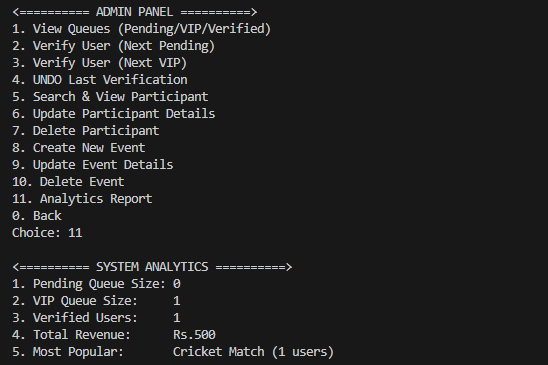 <========== ADMIN PANEL ==========>
1. View Queues (Pending/VIP/Verified)
2. Verify User (Next Pending)
3. Verify User (Next VIP)
4. UNDO Last Verification
5. Search & View Participant
6. Update Participant Details
7. Delete Participant
8. Create New Event
9. Update Event Details
10. Delete Event
11. Analytics Report
0. Back
Choice: 11

<========== SYSTEM ANALYTICS ==========>
1. Pending Queue Size: 0
2. VIP Queue Size:     1
3. Verified Users:     1
4. Total Revenue:      Rs.500
5. Most Popular:       Cricket Match (1 users)